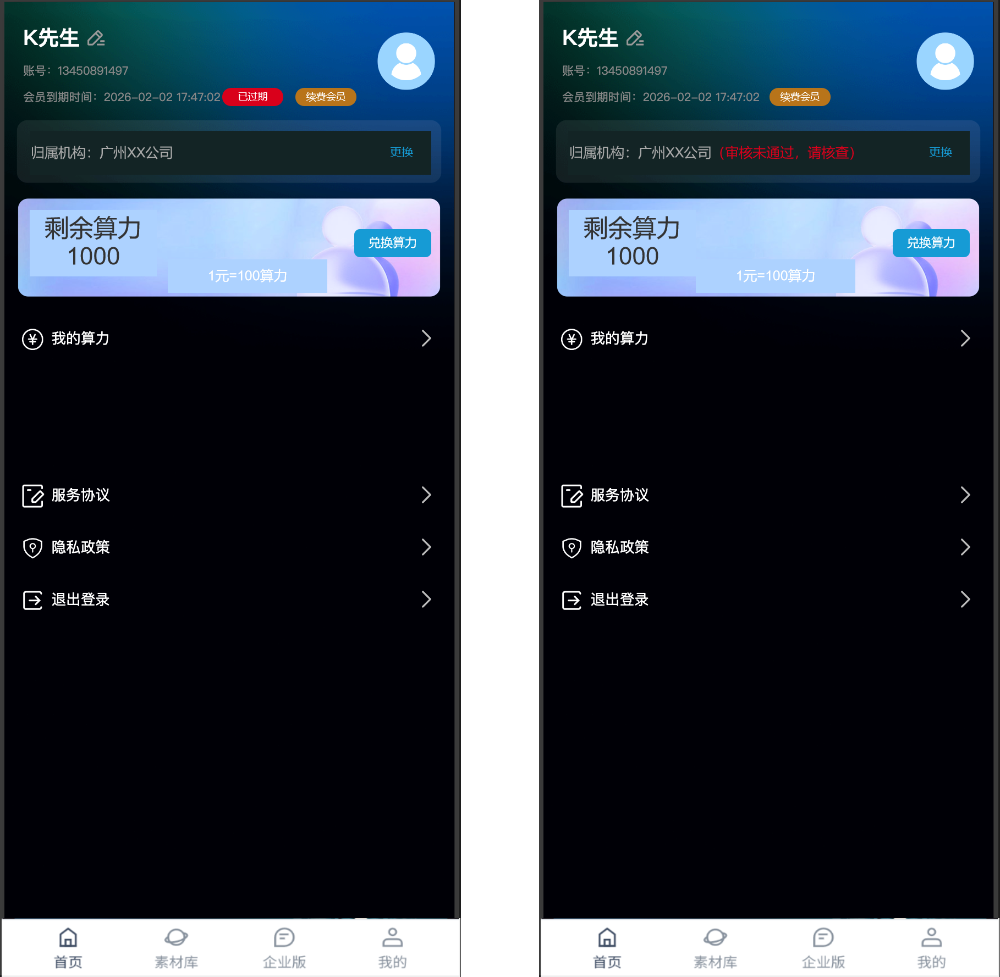 K先生
账号：13450891497
会员到期时间：2026-02-02 17:47:02 已过期 续费会员
归属机构：广州XX公司 更换
剩余算力
1000
兑换算力
1元=100算力
我的算力
服务协议
隐私政策
退出登录
首页 素材库 企业版 我的
K先生
账号：13450891497
会员到期时间：2026-02-02 17:47:02 续费会员
归属机构：广州XX公司（审核未通过，请核查） 更换
剩余算力
1000
兑换算力
1元=100算力
我的算力
服务协议
隐私政策
退出登录
首页 素材库 企业版 我的